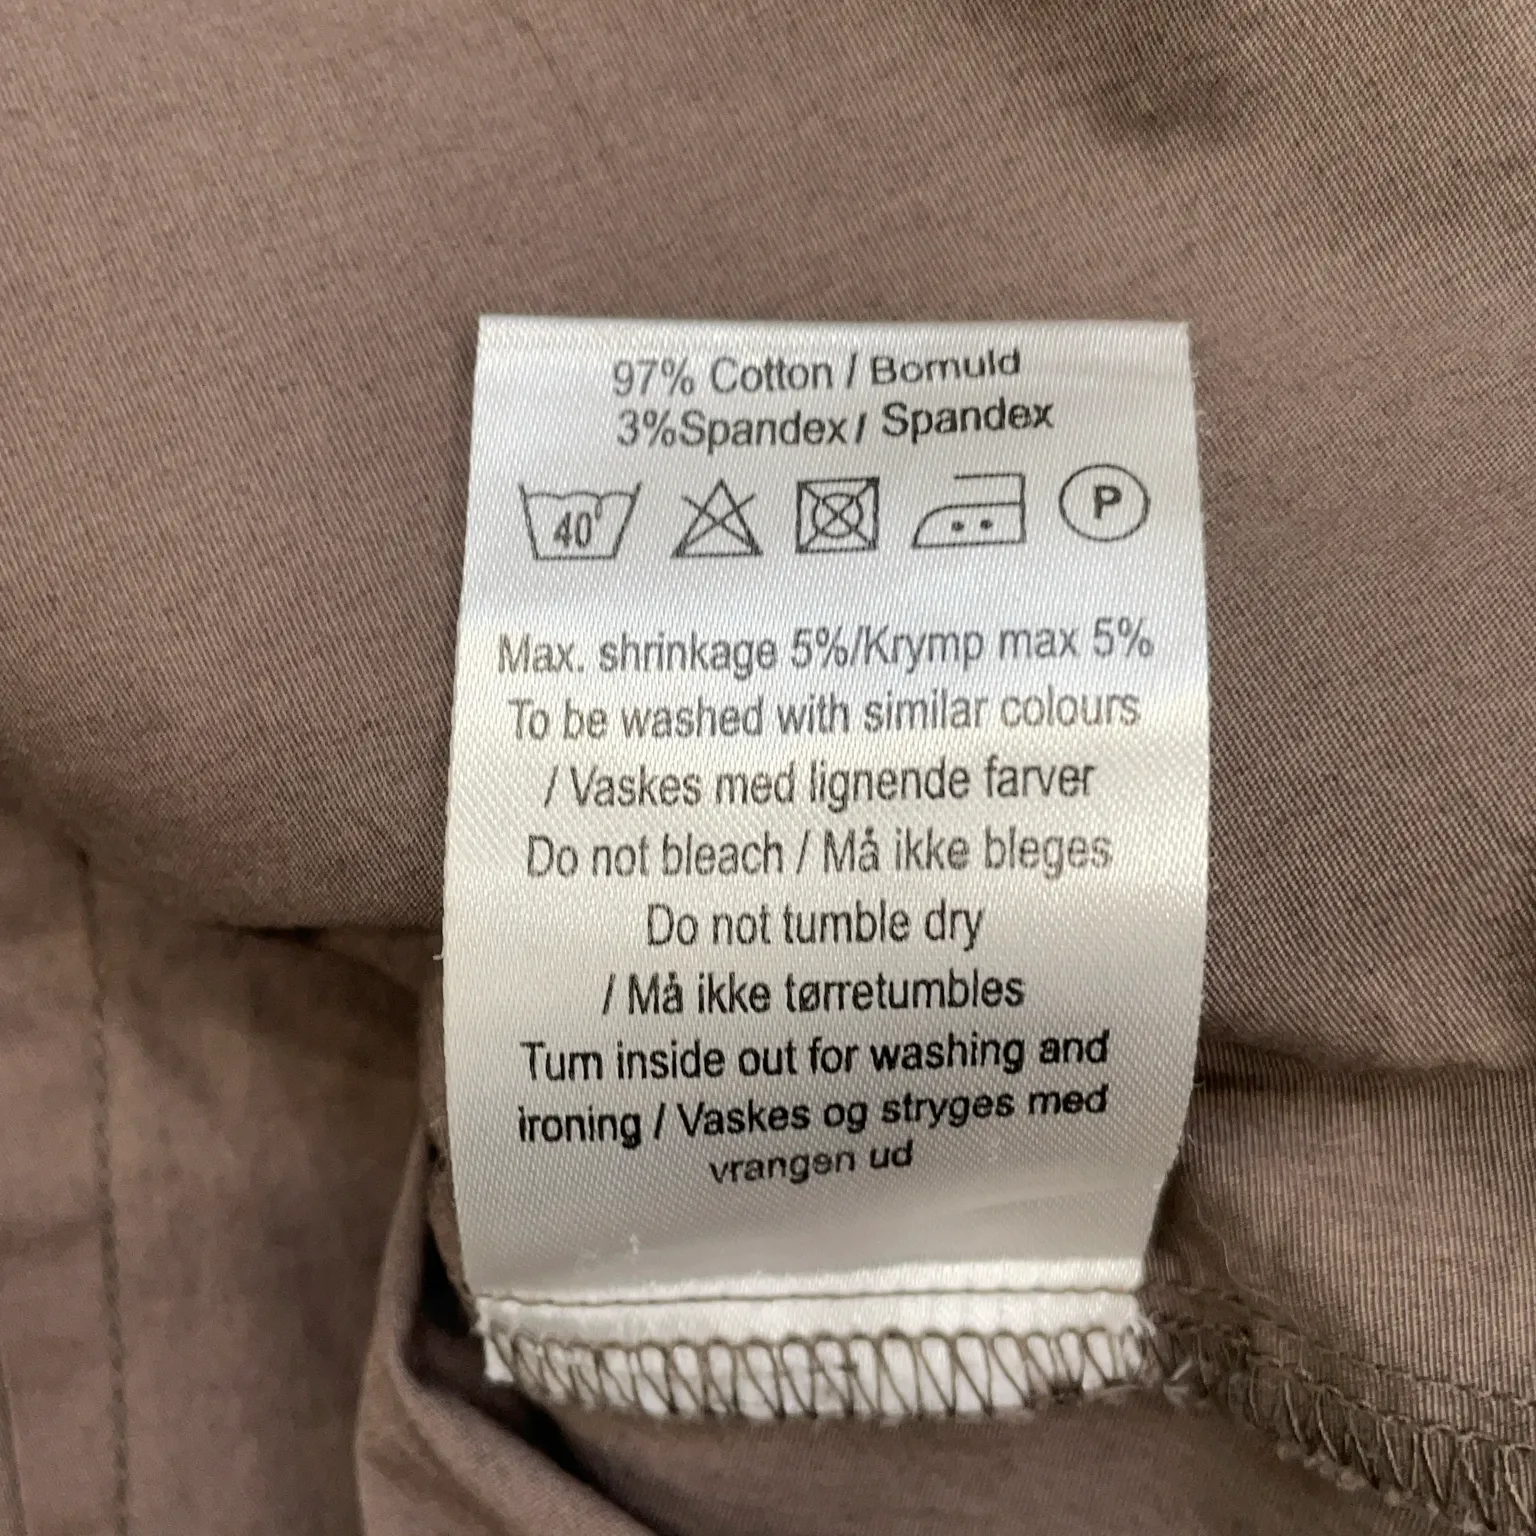 97% Cotton / Bomuld
3%Spandex / Spandex
40° P
Max. shrinkage 5%/Krymp max 5%
To be washed with similar colours
/ Vaskes med lignende farver
Do not bleach / Må ikke bleges
Do not tumble dry
/ Må ikke tørretumbles
Turn inside out for washing and
ironing / Vaskes og stryges med
vrangen ud